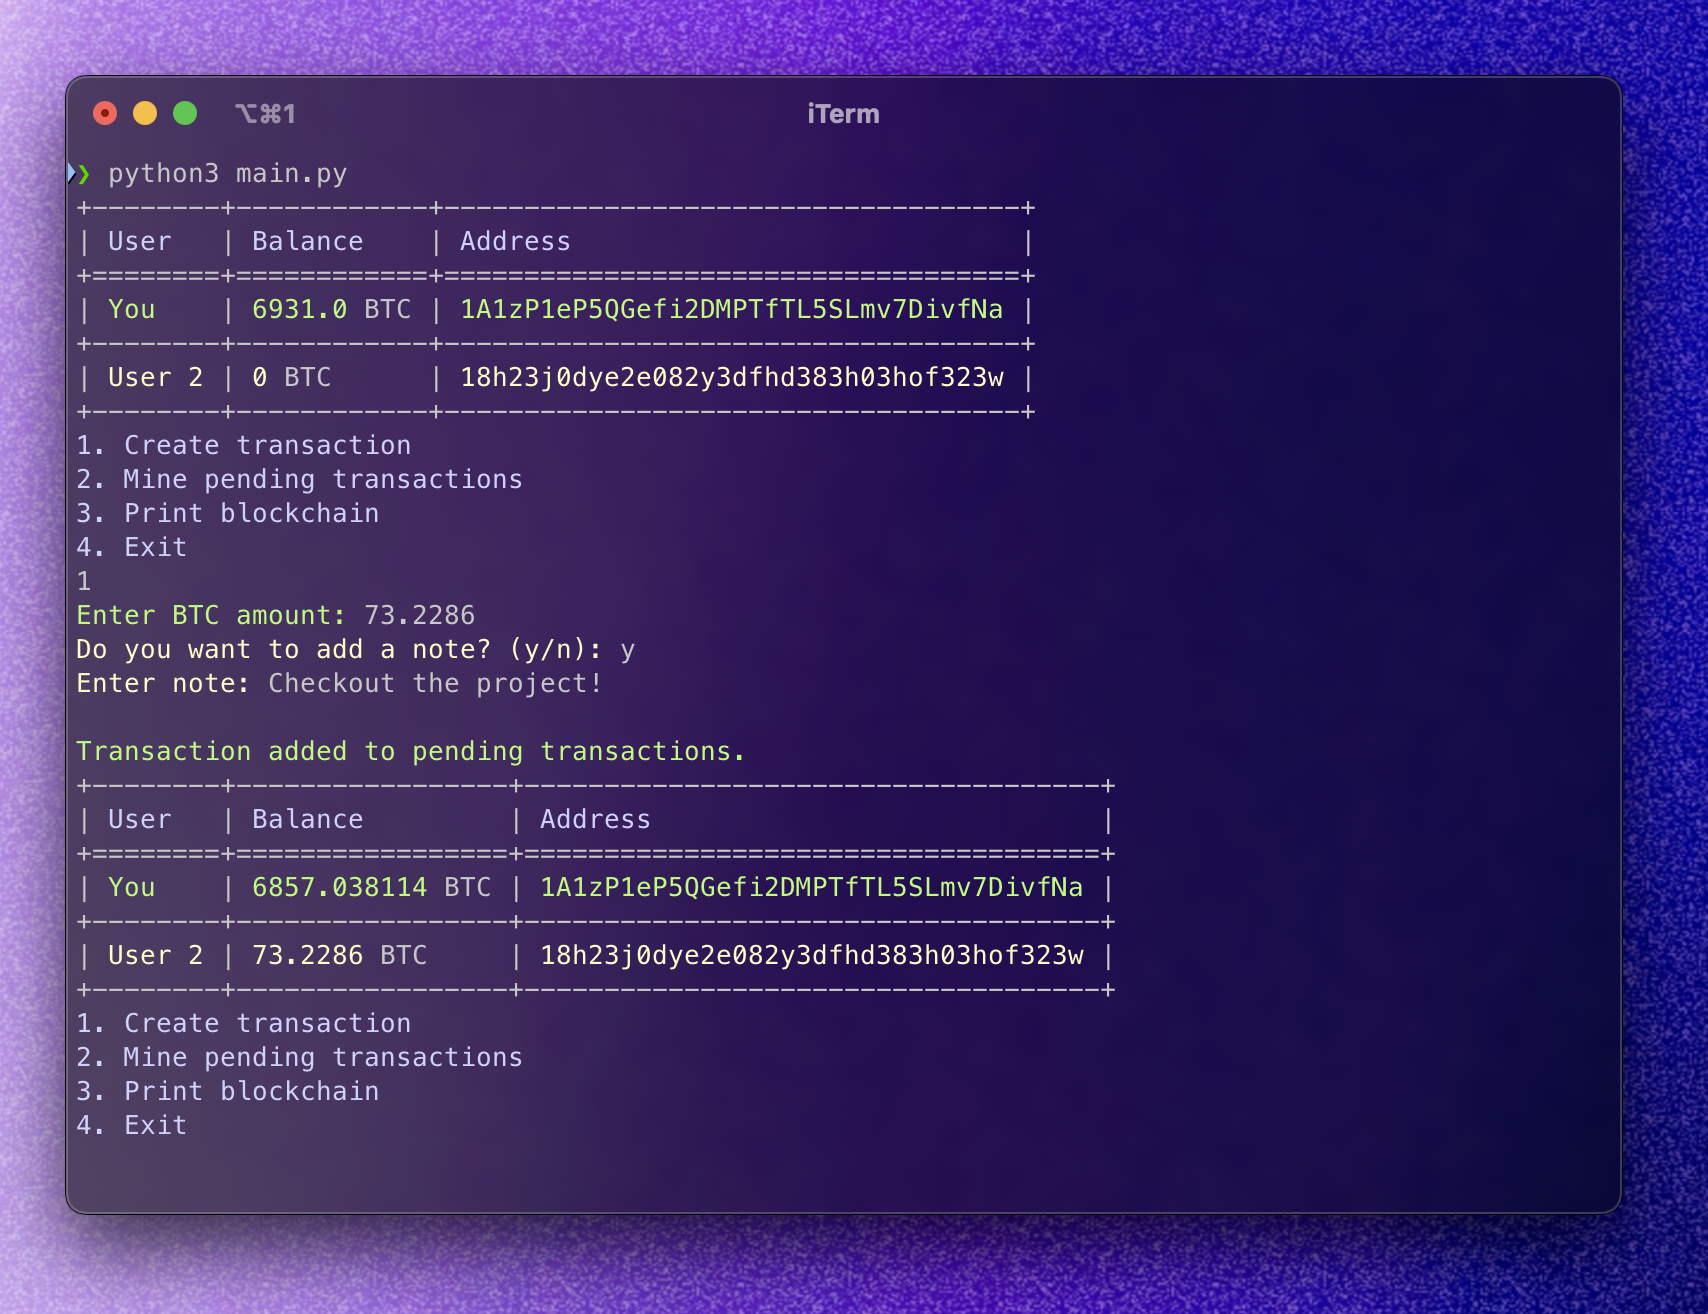 ⌥⌘1
iTerm
❯ python3 main.py
+--------+------------+------------------------------------+
| User   | Balance    | Address                            |
+========+============+====================================+
| You    | 6931.0 BTC | 1A1zP1eP5QGefi2DMPTfTL5SLmv7DivfNa |
+--------+------------+------------------------------------+
| User 2 | 0 BTC      | 18h23j0dye2e082y3dfhd383h03hof323w |
+--------+------------+------------------------------------+
1. Create transaction
2. Mine pending transactions
3. Print blockchain
4. Exit
1
Enter BTC amount: 73.2286
Do you want to add a note? (y/n): y
Enter note: Checkout the project!
Transaction added to pending transactions.
+--------+-----------------+------------------------------------+
| User   | Balance         | Address                            |
+========+=================+====================================+
| You    | 6857.038114 BTC | 1A1zP1eP5QGefi2DMPTfTL5SLmv7DivfNa |
+--------+-----------------+------------------------------------+
| User 2 | 73.2286 BTC     | 18h23j0dye2e082y3dfhd383h03hof323w |
+--------+-----------------+------------------------------------+
1. Create transaction
2. Mine pending transactions
3. Print blockchain
4. Exit